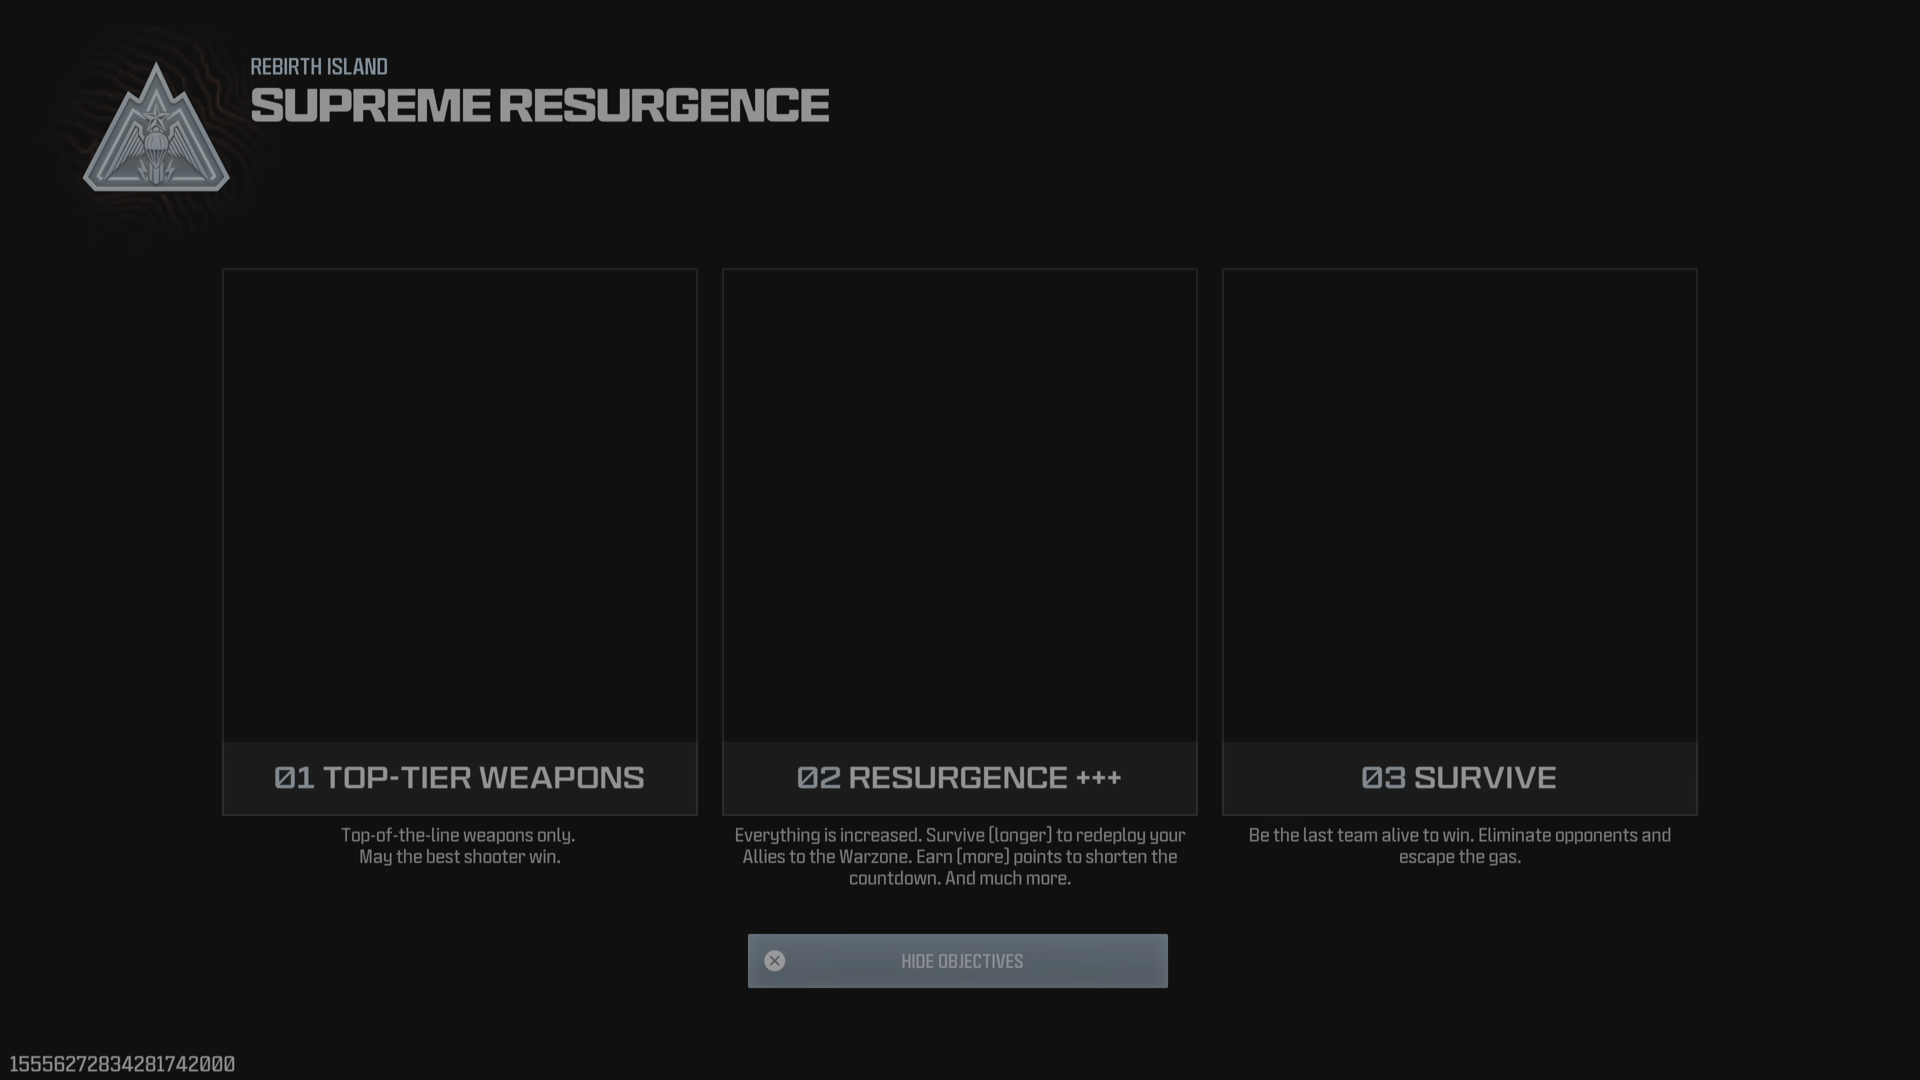 REBIRTH ISLAND
SUPREME RESURGENCE
01 TOP-TIER WEAPONS
Top-of-the-line weapons only.
May the best shooter win.
02 RESURGENCE +++
Everything is increased. Survive (longer) to redeploy your
Allies to the Warzone. Earn (more) points to shorten the
countdown. And much more.
03 SURVIVE
Be the last team alive to win. Eliminate opponents and
escape the gas.
HIDE OBJECTIVES
15556272834281742000